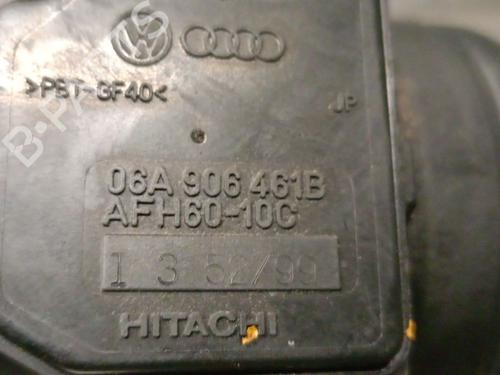 >PBT-GF40<
JP
06A 906 461B
AFH60-10C
1 3 52/99
HITACHI